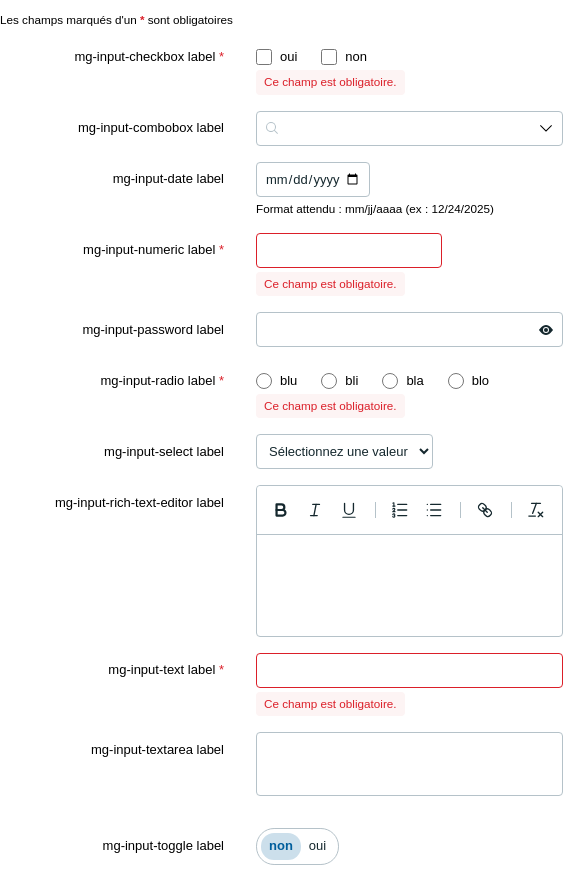 Les champs marqués d'un * sont obligatoires
mg-input-checkbox label * oui non
Ce champ est obligatoire.
mg-input-combobox label
mg-input-date label mm/dd/yyyy
Format attendu : mm/jj/aaaa (ex : 12/24/2025)
mg-input-numeric label *
Ce champ est obligatoire.
mg-input-password label
mg-input-radio label * blu bli bla blo
Ce champ est obligatoire.
mg-input-select label Sélectionnez une valeur
mg-input-rich-text-editor label
mg-input-text label *
Ce champ est obligatoire.
mg-input-textarea label
mg-input-toggle label non oui